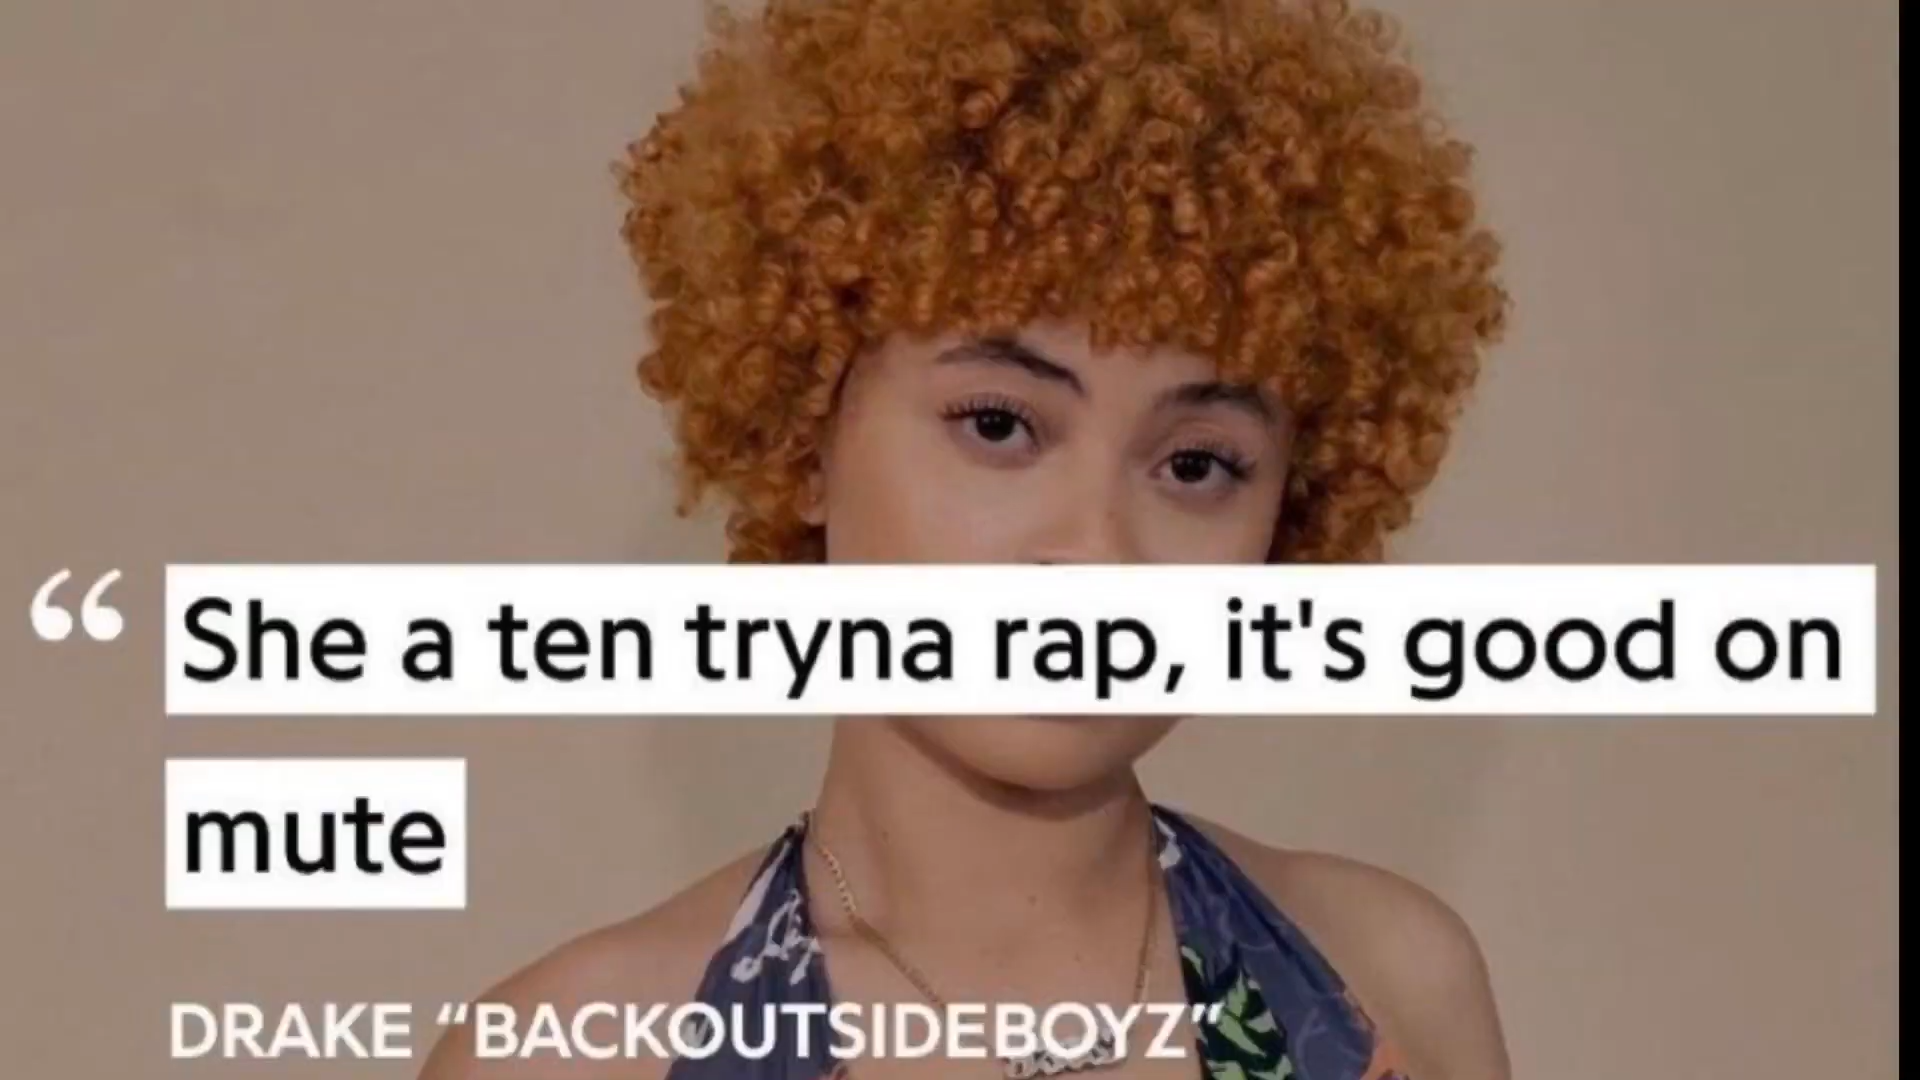 “ She a ten tryna rap, it's good on
mute
DRAKE “BACKOUTSIDEBOYZ”